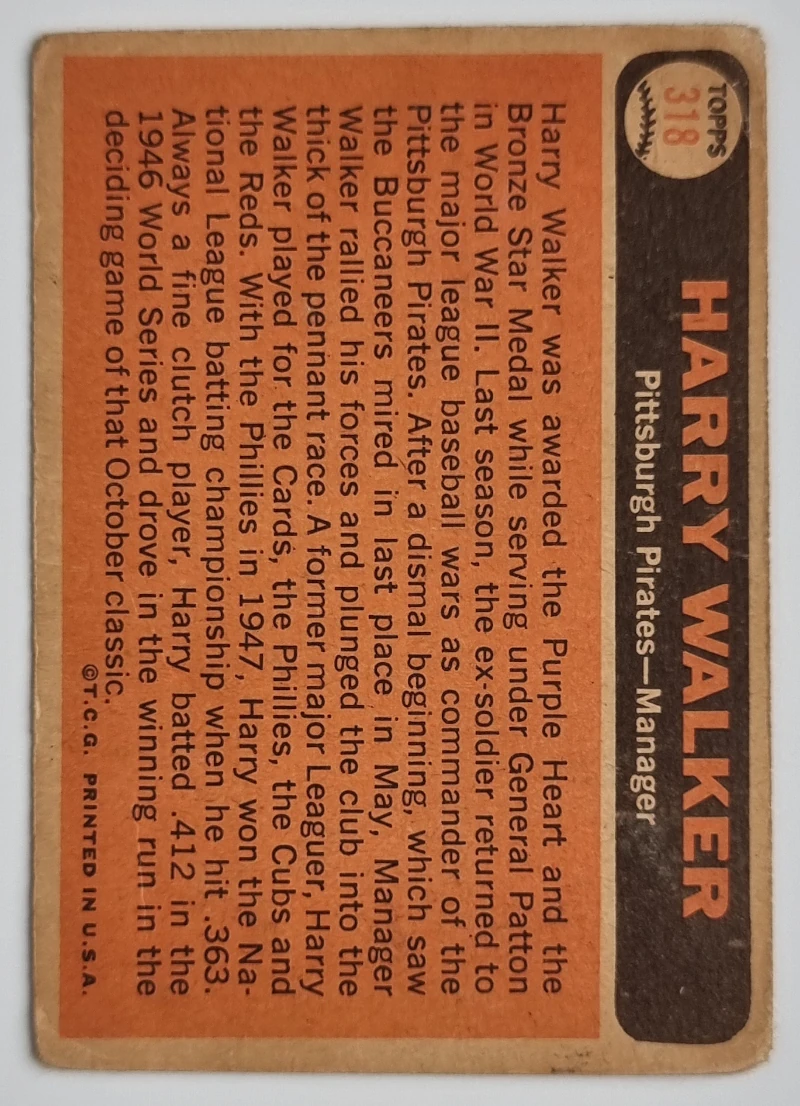 TOPPS
318
HARRY WALKER
Pittsburgh Pirates—Manager
Harry Walker was awarded the Purple Heart and the
Bronze Star Medal while serving under General Patton
in World War II. Last season, the ex-soldier returned to
the major league baseball wars as commander of the
Pittsburgh Pirates. After a dismal beginning, which saw
the Buccaneers mired in last place in May, Manager
Walker rallied his forces and plunged the club into the
thick of the pennant race. A former major Leaguer, Harry
Walker played for the Cards, the Phillies, the Cubs and
the Reds. With the Phillies in 1947, Harry won the Na-
tional League batting championship when he hit .363.
Always a fine clutch player, Harry batted .412 in the
1946 World Series and drove in the winning run in the
deciding game of that October classic.
©T.C.G. PRINTED IN U.S.A.